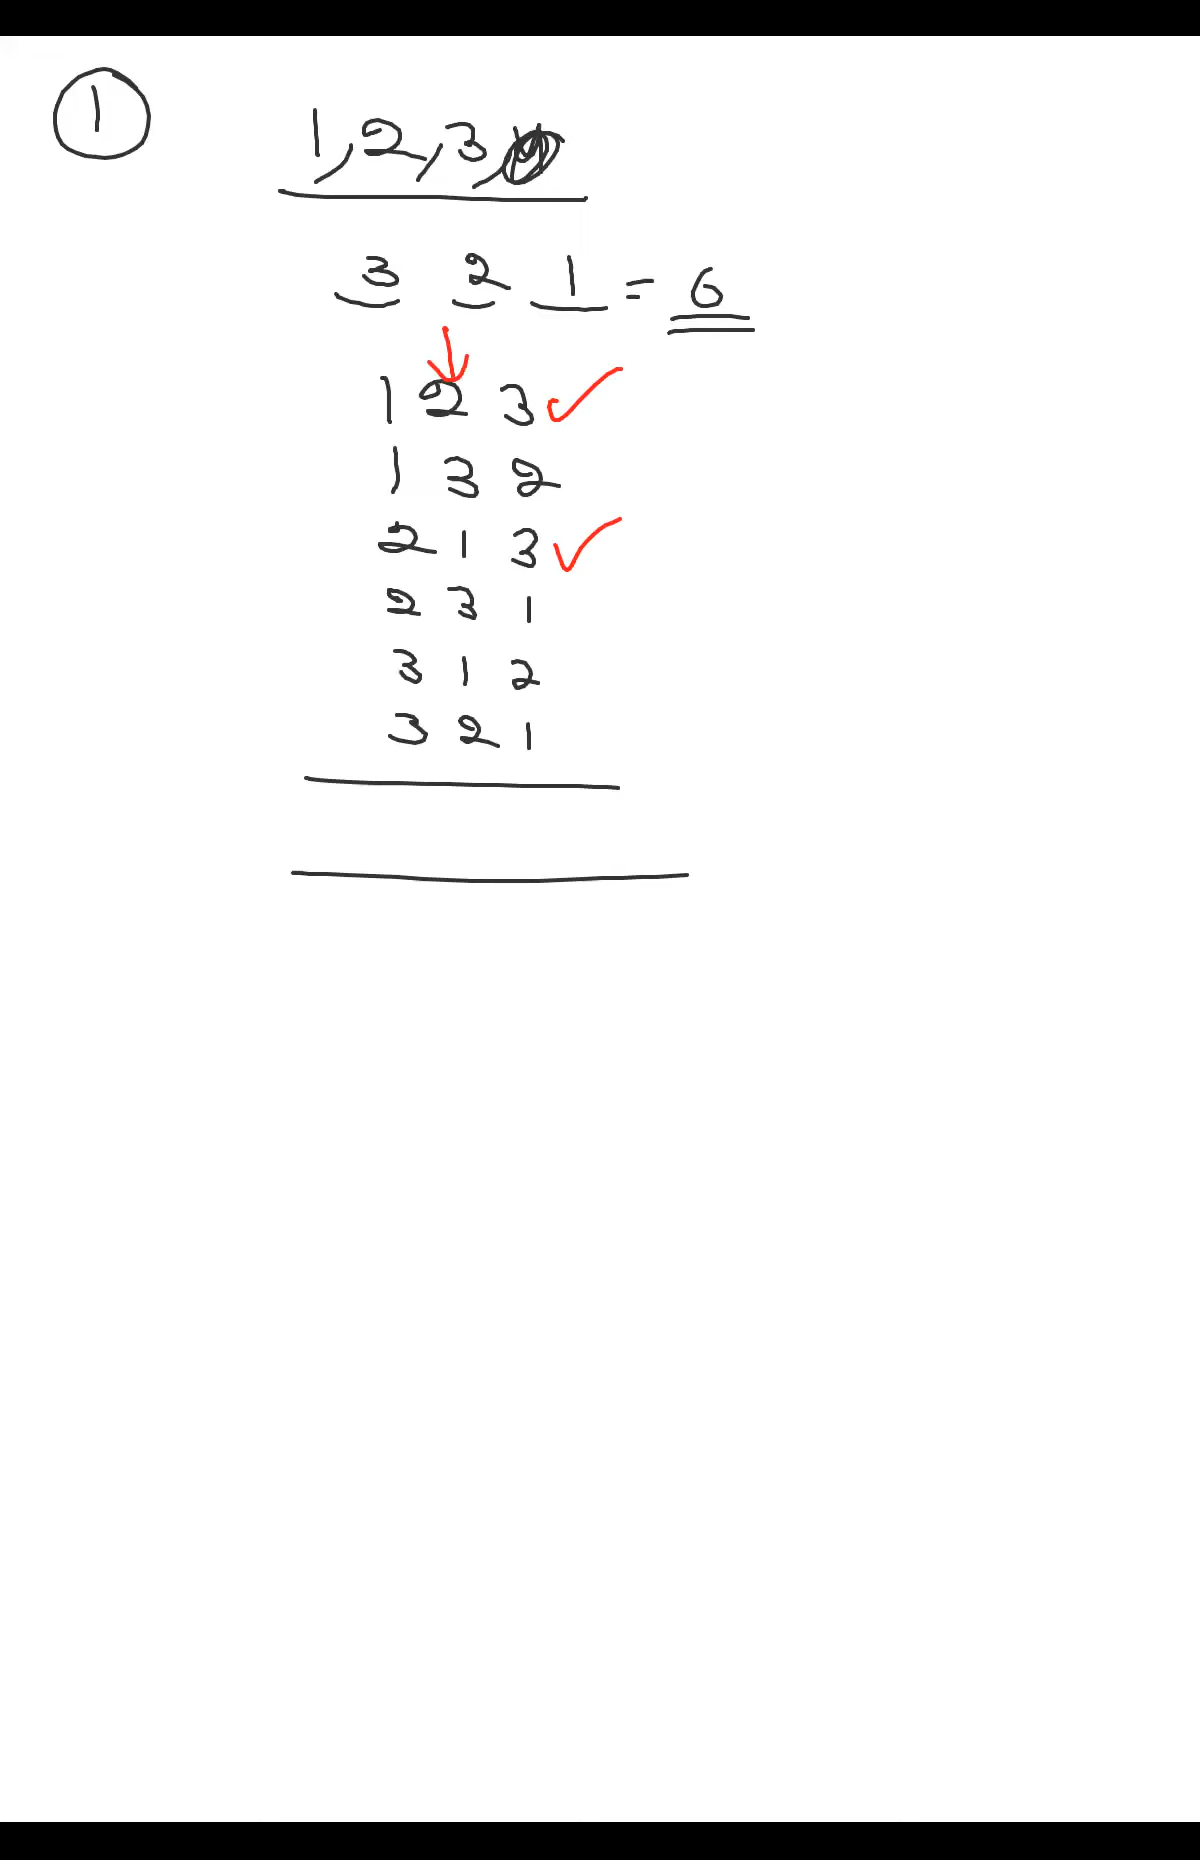 1
1,2,3,
3 2 1 = 6
1 2 3
1 3 2
2 1 3
2 3 1
3 1 2
3 2 1